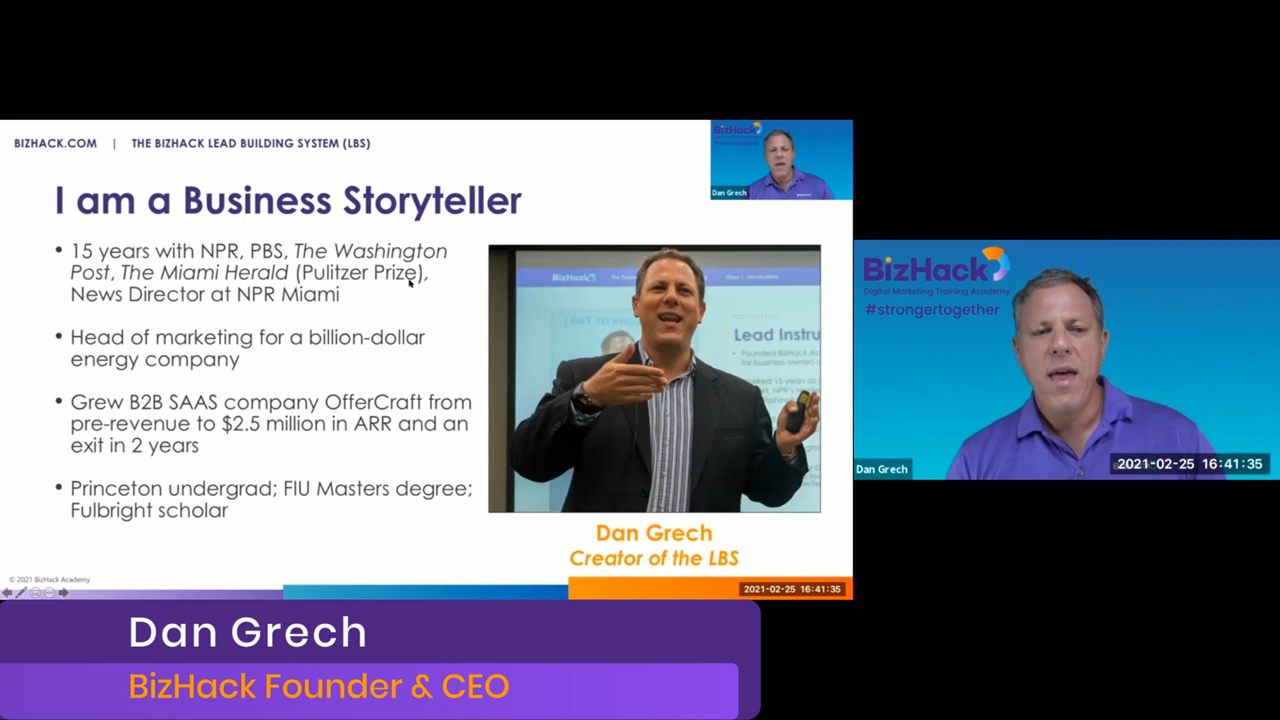 BIZHACK.COM | THE BIZHACK LEAD BUILDING SYSTEM (LBS)
BizHack
#strongertogether
Dan Grech
I am a Business Storyteller
• 15 years with NPR, PBS, The Washington
Post, The Miami Herald (Pulitzer Prize),
News Director at NPR Miami
• Head of marketing for a billion-dollar
energy company
• Grew B2B SAAS company OfferCraft from
pre-revenue to $2.5 million in ARR and an
exit in 2 years
• Princeton undergrad; FIU Masters degree;
Fulbright scholar
BizHack
Lead Instru
Dan Grech
Creator of the LBS
© 2021 BizHack Academy
2021-02-25 16:41:35
BizHack
Digital Marketing Training Academy
#strongertogether
Dan Grech
2021-02-25 16:41:35
Dan Grech
BizHack Founder & CEO